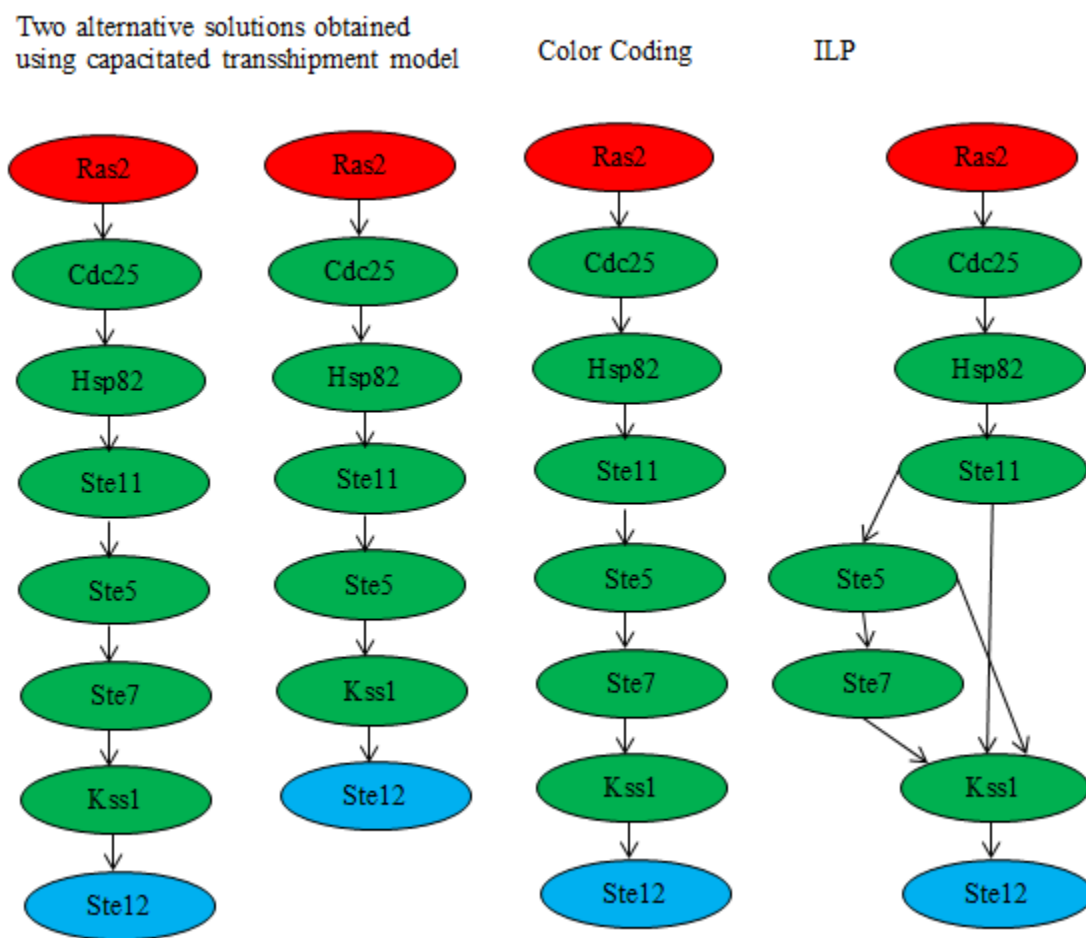 Two alternative solutions obtained
using capacitated transshipment model
Color Coding
ILP
Ras2
Cdc25
Hsp82
Ste11
Ste5
Ste7
Kss1
Ste12
Ras2
Cdc25
Hsp82
Ste11
Ste5
Kss1
Ste12
Ras2
Cdc25
Hsp82
Ste11
Ste5
Ste7
Kss1
Ste12
Ras2
Cdc25
Hsp82
Ste11
Ste5
Ste7
Kss1
Ste12